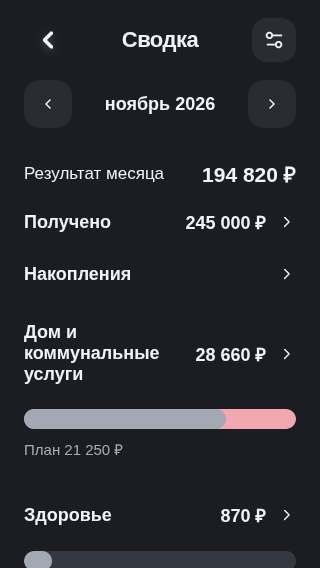 Сводка
ноябрь 2026
Результат месяца 194 820 ₽
Получено 245 000 ₽
Накопления
Дом и
коммунальные
услуги
28 660 ₽
План 21 250 ₽
Здоровье 870 ₽